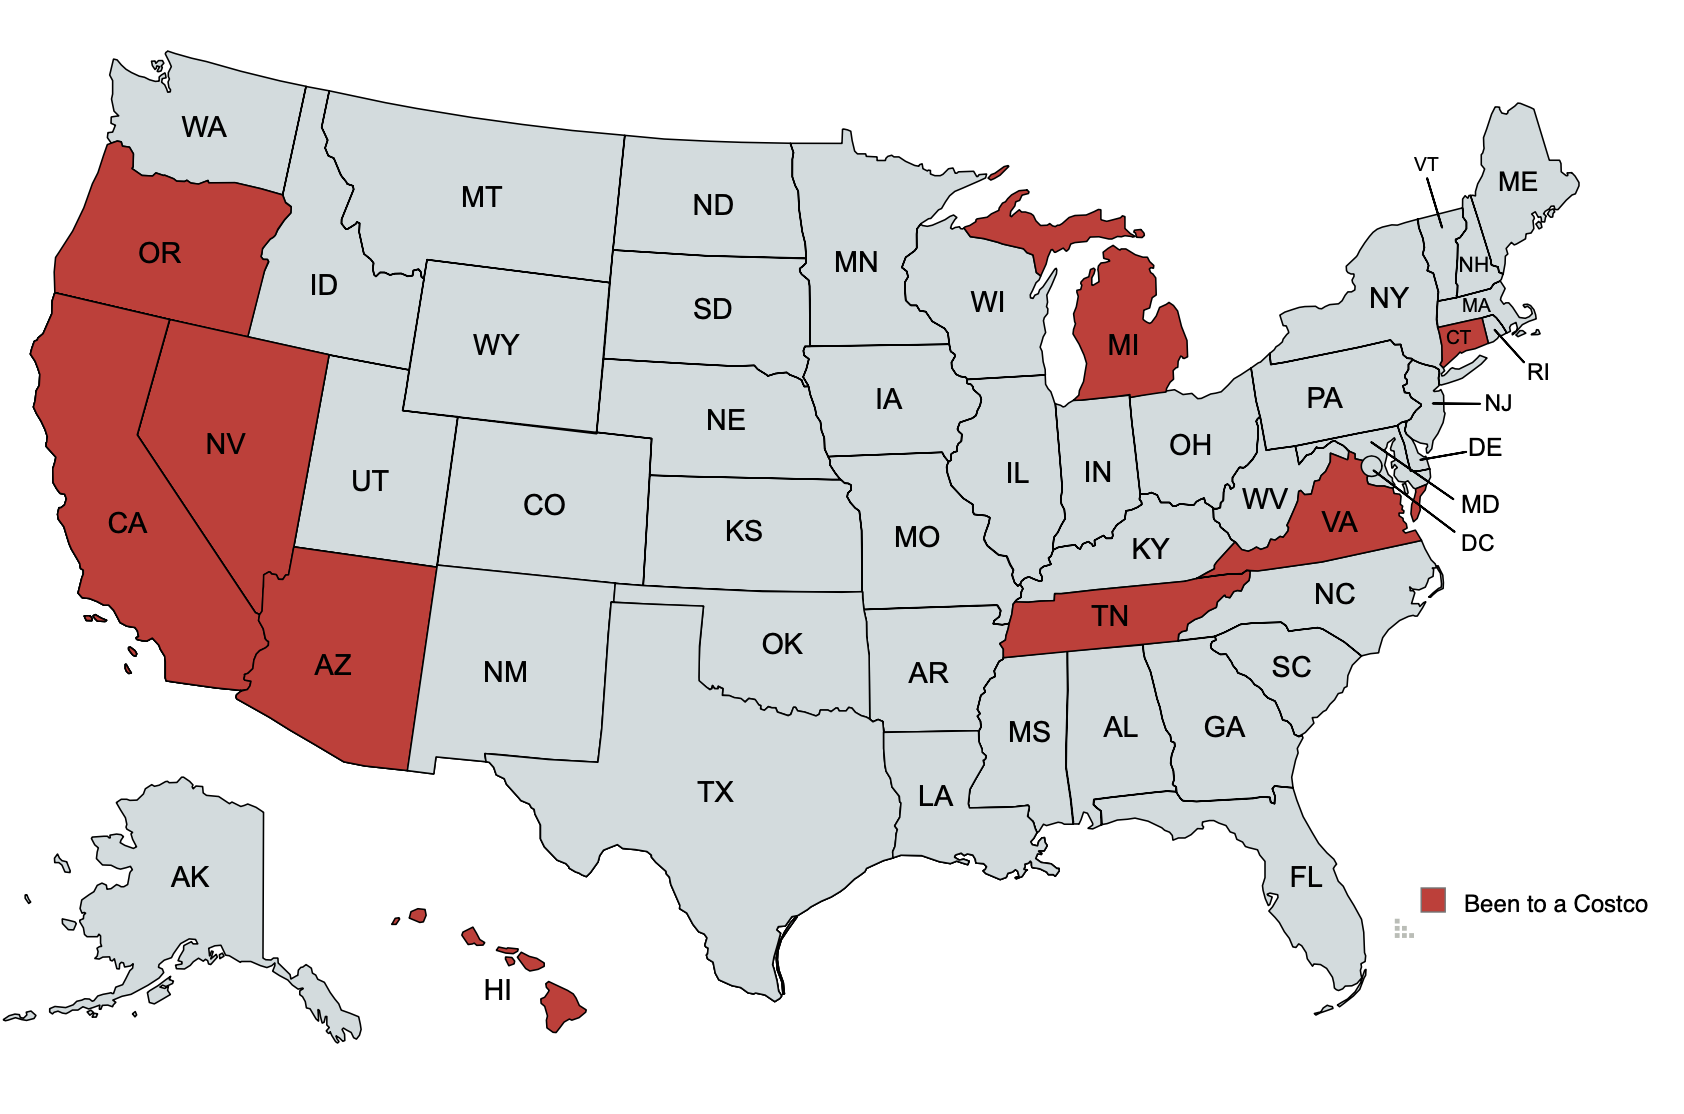 WA
MT
ND
MN
VT
ME
OR
ID
SD
WI
NY
NH
MA
WY
MI
CT
RI
NV
UT
NE
IA
PA
NJ
CO
IL
IN
OH
DE
CA
KS
MO
WV
VA
MD
DC
KY
AZ
NM
OK
AR
TN
NC
SC
TX
LA
MS
AL
GA
AK
FL
HI
Been to a Costco